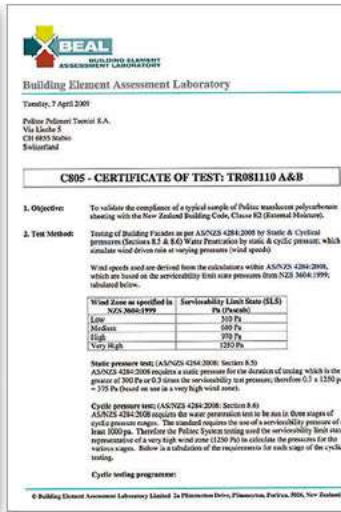 BEAL
BUILDING ELEMENT
ASSESSMENT LABORATORY
Building Element Assessment Laboratory
Tuesday, 7 April 2009
Via
CH 6855 Stabio
Switzerland
C805 - CERTIFICATE OF TEST: TR081110 A&B
1. Objective:
To validate the compliance of a typical sample of Politec translucent polycarbonate
sheeting with the New Zealand Building Code, Clause E2 (External Moisture).
2. Test Method:
Testing of Building Facades as per AS/NZS 4284:2008 by Static & Cyclical
pressures (Sections 8.5 & 8.6) Water Penetration by static & cyclic pressure; which
simulate wind driven rain at varying pressures (wind speeds).
Wind speeds used are derived from the calculations within AS/NZS 4284:2008,
which are based on the serviceability limit state pressures from NZS 3604:1999;
tabulated below.
Wind Zone as specified in
NZS 3604:1999
Serviceability Limit State (SLS)
Pa (Pascals)
Low
Medium
High
Very High
1250 Pa
Static pressure test; (AS/NZS 4284:2008: Section 8.5)
AS/NZS 4284:2008 requires a static pressure for the duration of testing which is the
greater of 300 Pa or 0.3 times the serviceability test pressure; therefore 0.3 x 1250 p
= 375 Pa (based on use in a very high wind zone).
Cyclic pressure test; (AS/NZS 4284:2008: Section 8.6)
AS/NZS 4284:2008 requires the water penetration test to be run in three stages of
cyclic pressure ranges. The standard requires the use of a serviceability pressure of
least 1000pa. Therefore the Politec System testing used the serviceability limit stat
representative of a very high wind zone (1250 Pa) to calculate the pressures for the
various stages. Below is a tabulation of the requirements for each stage of the cyclic
testing.
Cyclic testing programme:
© Building Element Assessment Laboratory Limited 2a Plimmerton Drive, Plimmerton, Porirua, 5026, New Zealand